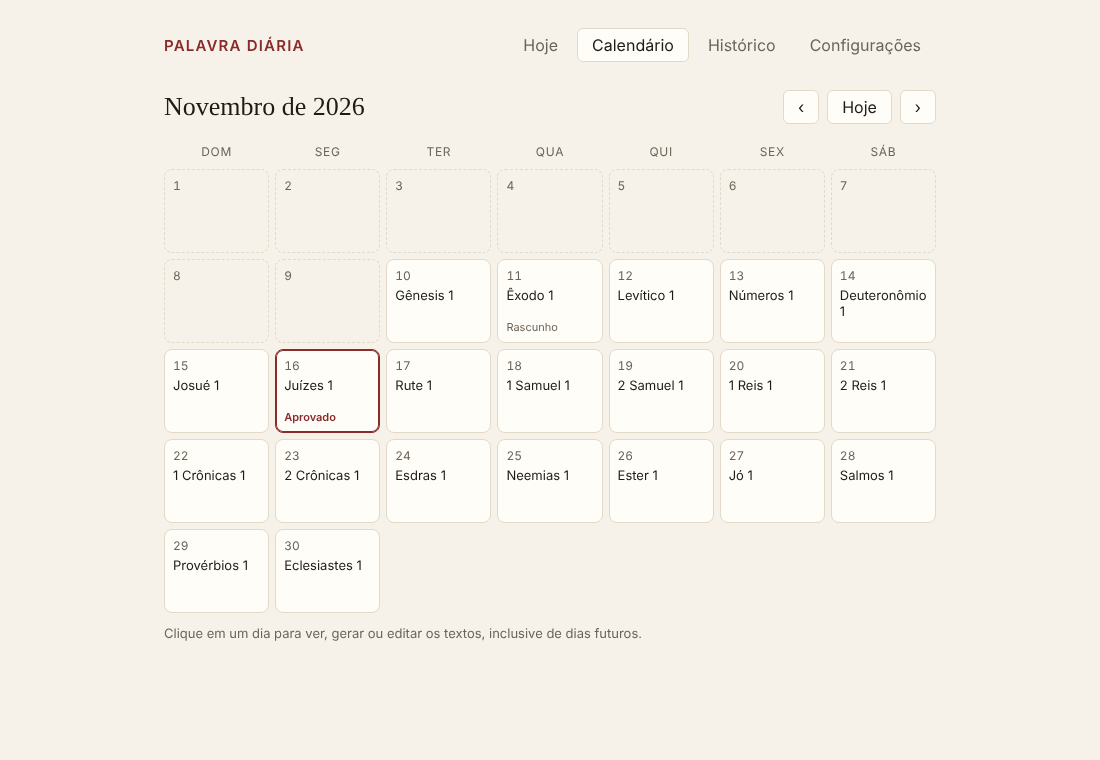 PALAVRA DIÁRIA
Hoje
Calendário
Histórico
Configurações
Novembro de 2026
‹
Hoje
›
DOM
SEG
TER
QUA
QUI
SEX
SÁB
1
2
3
4
5
6
7
8
9
10
Gênesis 1
11
Êxodo 1
Rascunho
12
Levítico 1
13
Números 1
14
Deuteronômio
1
15
Josué 1
16
Juízes 1
Aprovado
17
Rute 1
18
1 Samuel 1
19
2 Samuel 1
20
1 Reis 1
21
2 Reis 1
22
1 Crônicas 1
23
2 Crônicas 1
24
Esdras 1
25
Neemias 1
26
Ester 1
27
Jó 1
28
Salmos 1
29
Provérbios 1
30
Eclesiastes 1
Clique em um dia para ver, gerar ou editar os textos, inclusive de dias futuros.